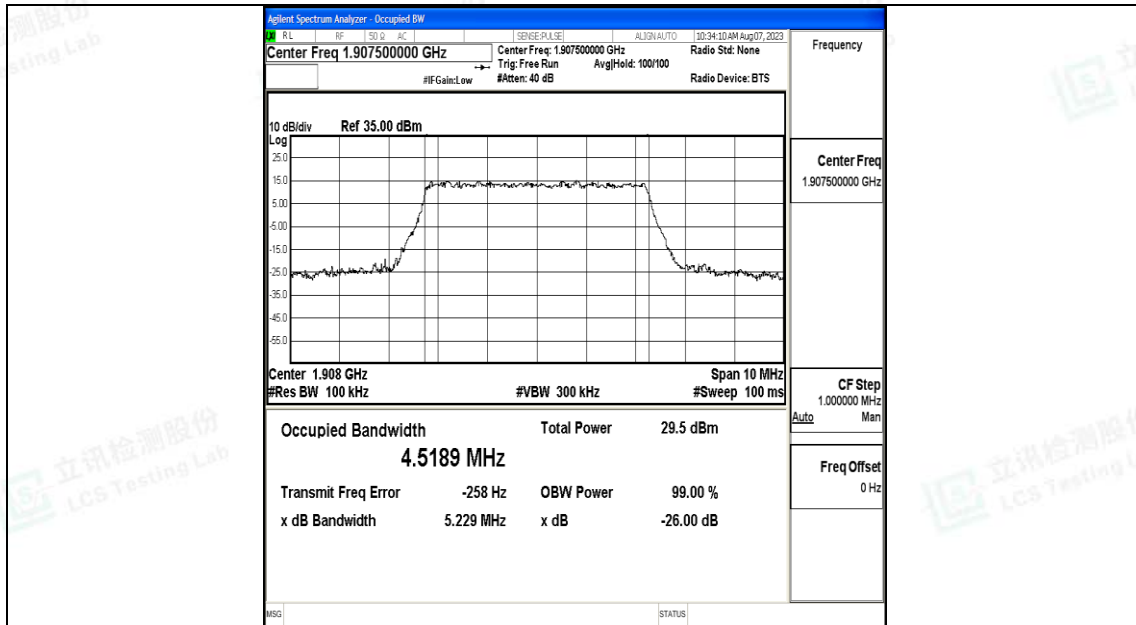 Agilent Spectrum Analyzer - Occupied BW
RL RF 50 Ω AC SENSE:PULSE ALIGN AUTO 10:34:10 AM Aug 07, 2023
Center Freq 1.907500000 GHz
Center Freq: 1.907500000 GHz Radio Std: None
Trig: Free Run Avg|Hold: 100/100
#IFGain:Low #Atten: 40 dB Radio Device: BTS
10 dB/div Ref 35.00 dBm
Log
25.0
15.0
5.00
-5.00
-15.0
-25.0
-35.0
-45.0
-55.0
Center 1.908 GHz Span 10 MHz
#Res BW 100 kHz #VBW 300 kHz #Sweep 100 ms
Occupied Bandwidth Total Power 29.5 dBm
4.5189 MHz
Transmit Freq Error -258 Hz OBW Power 99.00 %
x dB Bandwidth 5.229 MHz x dB -26.00 dB
MSG STATUS
Frequency
Center Freq
1.907500000 GHz
CF Step
1.000000 MHz
Auto Man
Freq Offset
0 Hz
立讯检测股份
LCS Testing Lab
立讯检测股份
LCS Testing L